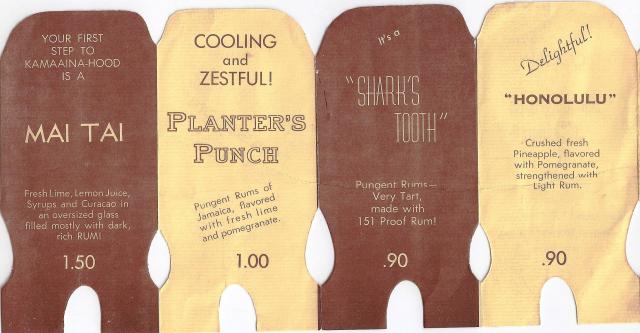 YOUR FIRST
STEP TO
KAMAAINA-HOOD
IS A
MAI TAI
Fresh Lime, Lemon Juice,
Syrups and Curacao in
an oversized glass
filled mostly with dark,
rich RUM!
1.50
COOLING
and
ZESTFUL!
PLANTER'S
PUNCH
Pungent Rums of
Jamaica, flavored
with fresh lime
and pomegranate.
1.00
It's a
"SHARK'S
TOOTH"
Pungent Rums—
Very Tart,
made with
151 Proof Rum!
.90
Delightful!
"HONOLULU"
Crushed fresh
Pineapple, flavored
with Pomegranate,
strengthened with
Light Rum.
.90